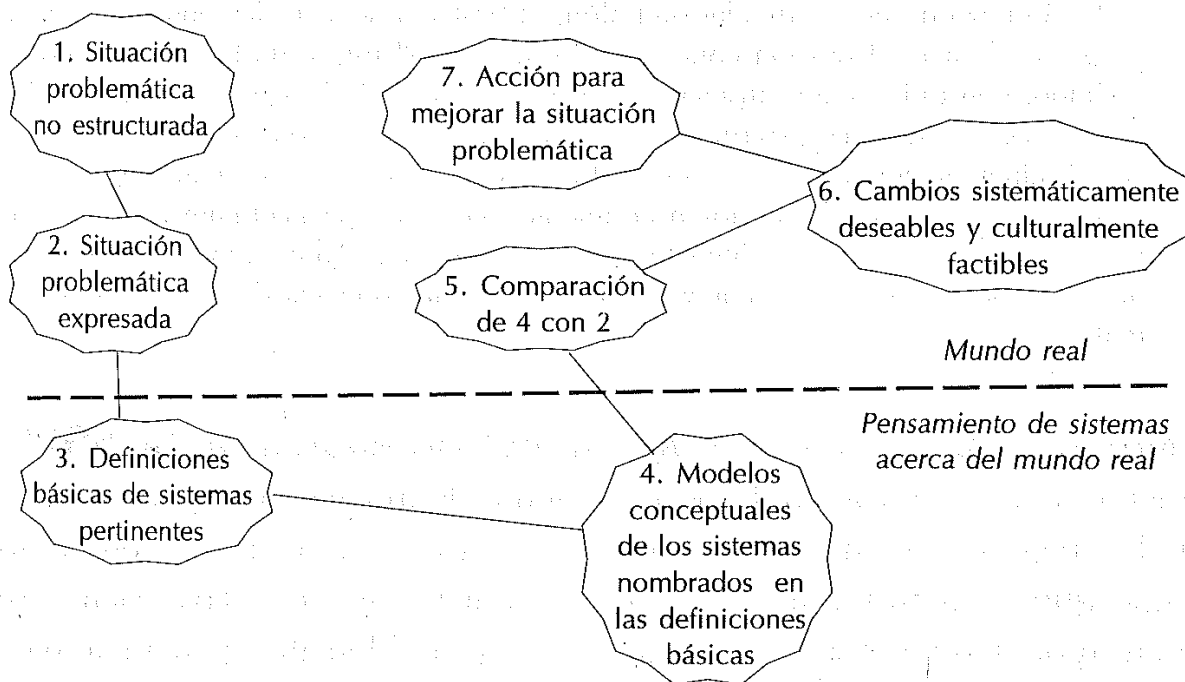 1. Situación
problemática
no estructurada
2. Situación
problemática
expresada
3. Definiciones
básicas de sistemas
pertinentes
4. Modelos
conceptuales
de los sistemas
nombrados en
las definiciones
básicas
5. Comparación
de 4 con 2
6. Cambios sistemáticamente
deseables y culturalmente
factibles
7. Acción para
mejorar la situación
problemática
Mundo real
Pensamiento de sistemas
acerca del mundo real